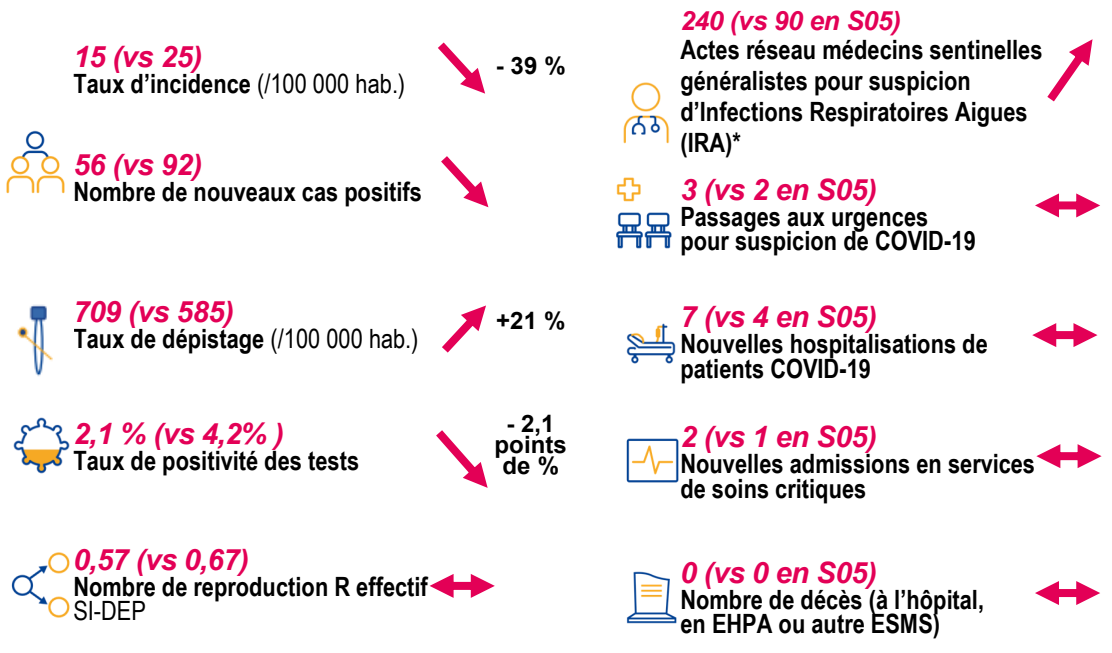 15 (vs 25)
Taux d’incidence (/100 000 hab.)
- 39 %
56 (vs 92)
Nombre de nouveaux cas positifs
709 (vs 585)
Taux de dépistage (/100 000 hab.)
+21 %
2,1 % (vs 4,2% )
Taux de positivité des tests
- 2,1
points
de %
0,57 (vs 0,67)
Nombre de reproduction R effectif
SI-DEP
240 (vs 90 en S05)
Actes réseau médecins sentinelles
généralistes pour suspicion
d’Infections Respiratoires Aigues
(IRA)*
3 (vs 2 en S05)
Passages aux urgences
pour suspicion de COVID-19
7 (vs 4 en S05)
Nouvelles hospitalisations de
patients COVID-19
2 (vs 1 en S05)
Nouvelles admissions en services
de soins critiques
0 (vs 0 en S05)
Nombre de décès (à l’hôpital,
en EHPA ou autre ESMS)